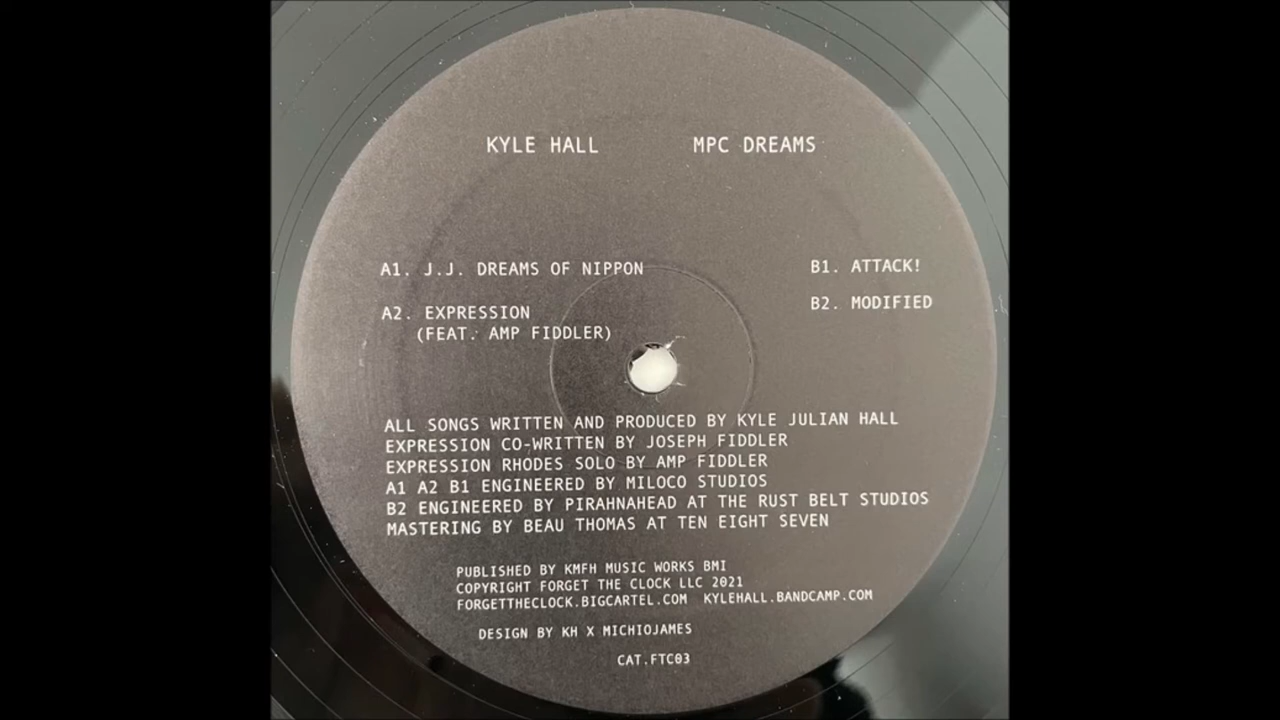 KYLE HALL MPC DREAMS
A1. J.J. DREAMS OF NIPPON
A2. EXPRESSION
(FEAT. AMP FIDDLER)
B1. ATTACK!
B2. MODIFIED
ALL SONGS WRITTEN AND PRODUCED BY KYLE JULIAN HALL
EXPRESSION CO-WRITTEN BY JOSEPH FIDDLER
EXPRESSION RHODES SOLO BY AMP FIDDLER
A1 A2 B1 ENGINEERED BY MILOCO STUDIOS
B2 ENGINEERED BY PIRAHNAHEAD AT THE RUST BELT STUDIOS
MASTERING BY BEAU THOMAS AT TEN EIGHT SEVEN
PUBLISHED BY KMFH MUSIC WORKS BMI
COPYRIGHT FORGET THE CLOCK LLC 2021
FORGETTHECLOCK.BIGCARTEL.COM KYLEHALL.BANDCAMP.COM
DESIGN BY KH X MICHIOJAMES
CAT.FTC03